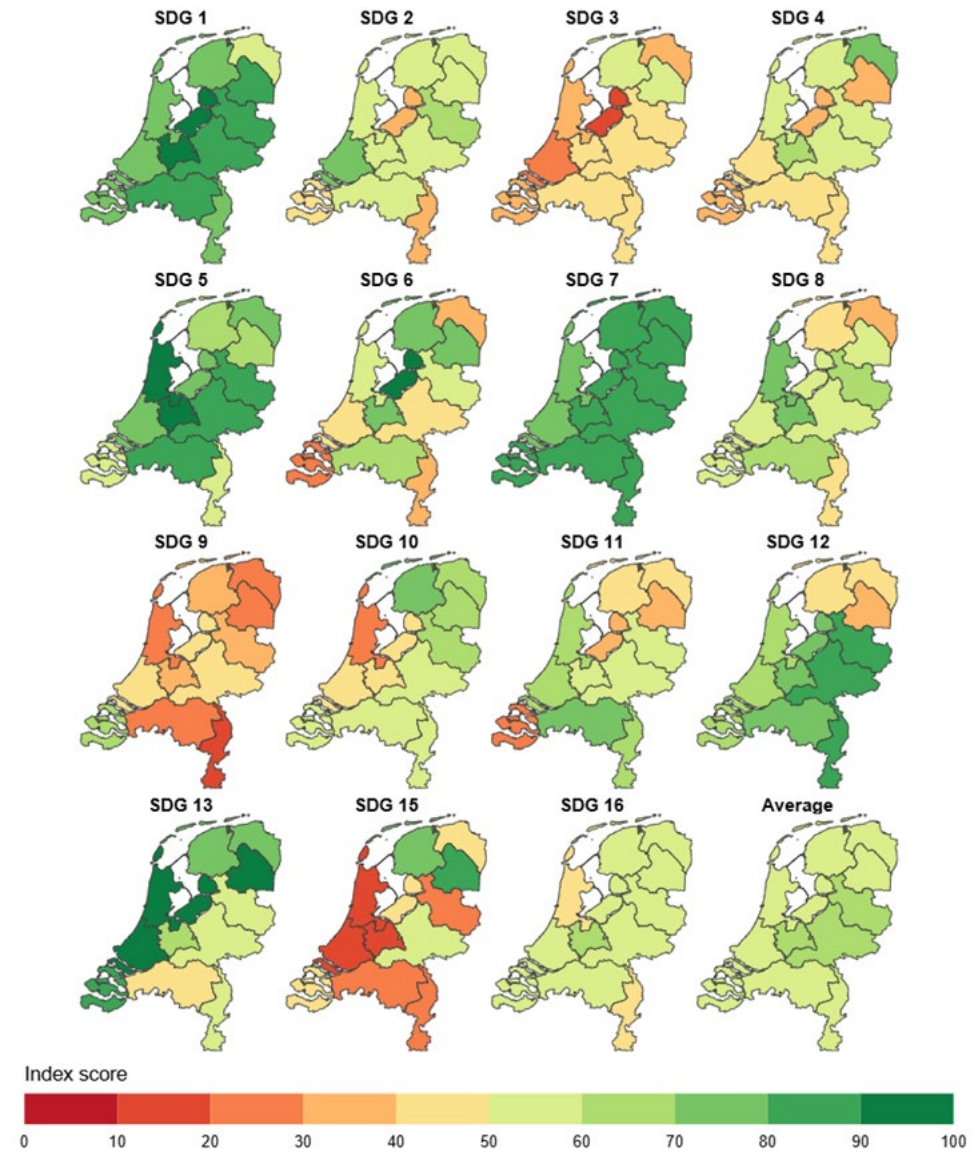 SDG 1 SDG 2 SDG 3 SDG 4
SDG 5 SDG 6 SDG 7 SDG 8
SDG 9 SDG 10 SDG 11 SDG 12
SDG 13 SDG 15 SDG 16 Average
Index score
0 10 20 30 40 50 60 70 80 90 100